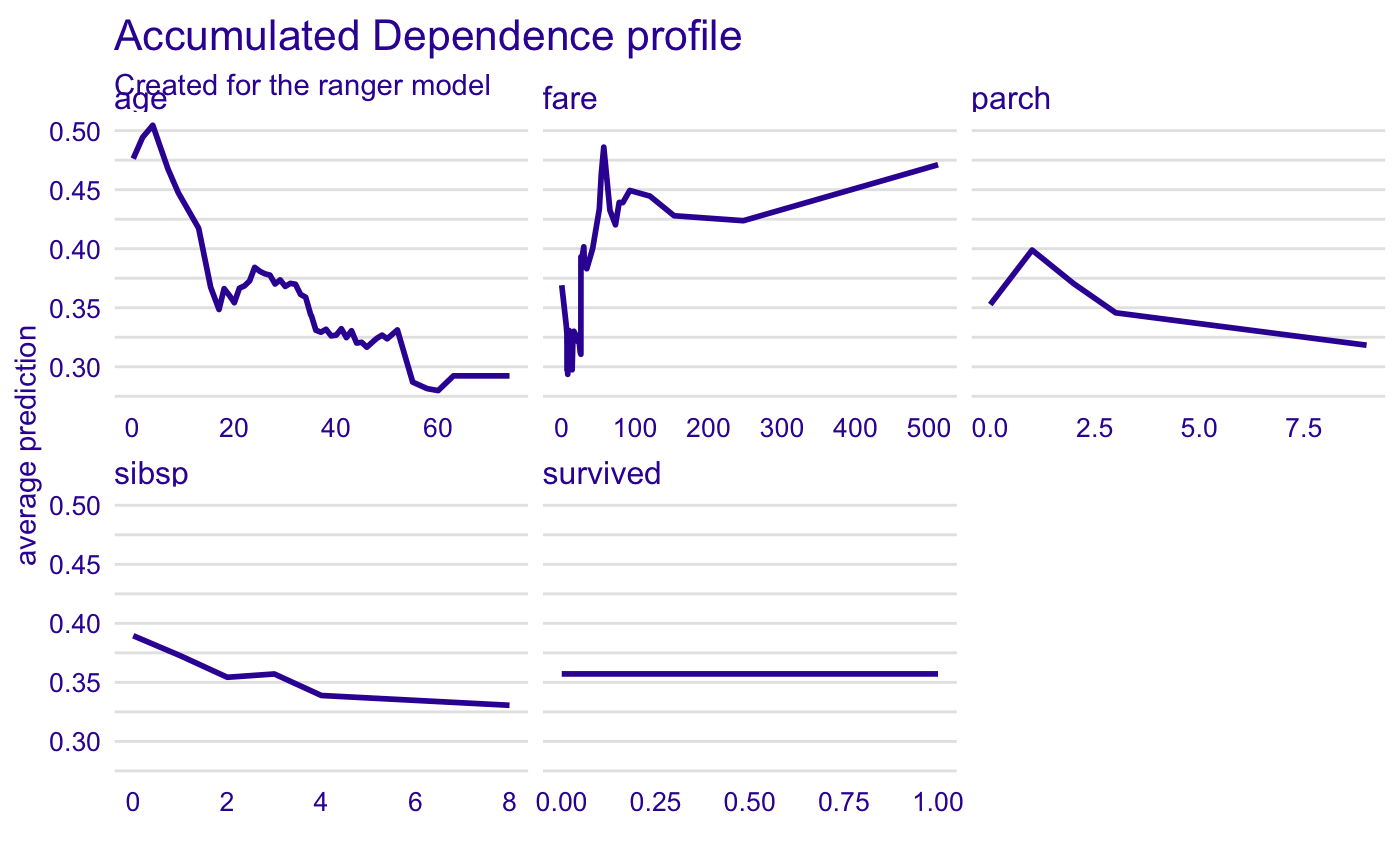 Accumulated Dependence profile
Created for the ranger model
age
fare
parch
0.50
0.45
0.40
0.35
0.30
0 20 40 60
0 100 200 300 400 500
0.0 2.5 5.0 7.5
average prediction
sibsp
survived
0.50
0.45
0.40
0.35
0.30
0 2 4 6 8
0.00 0.25 0.50 0.75 1.00